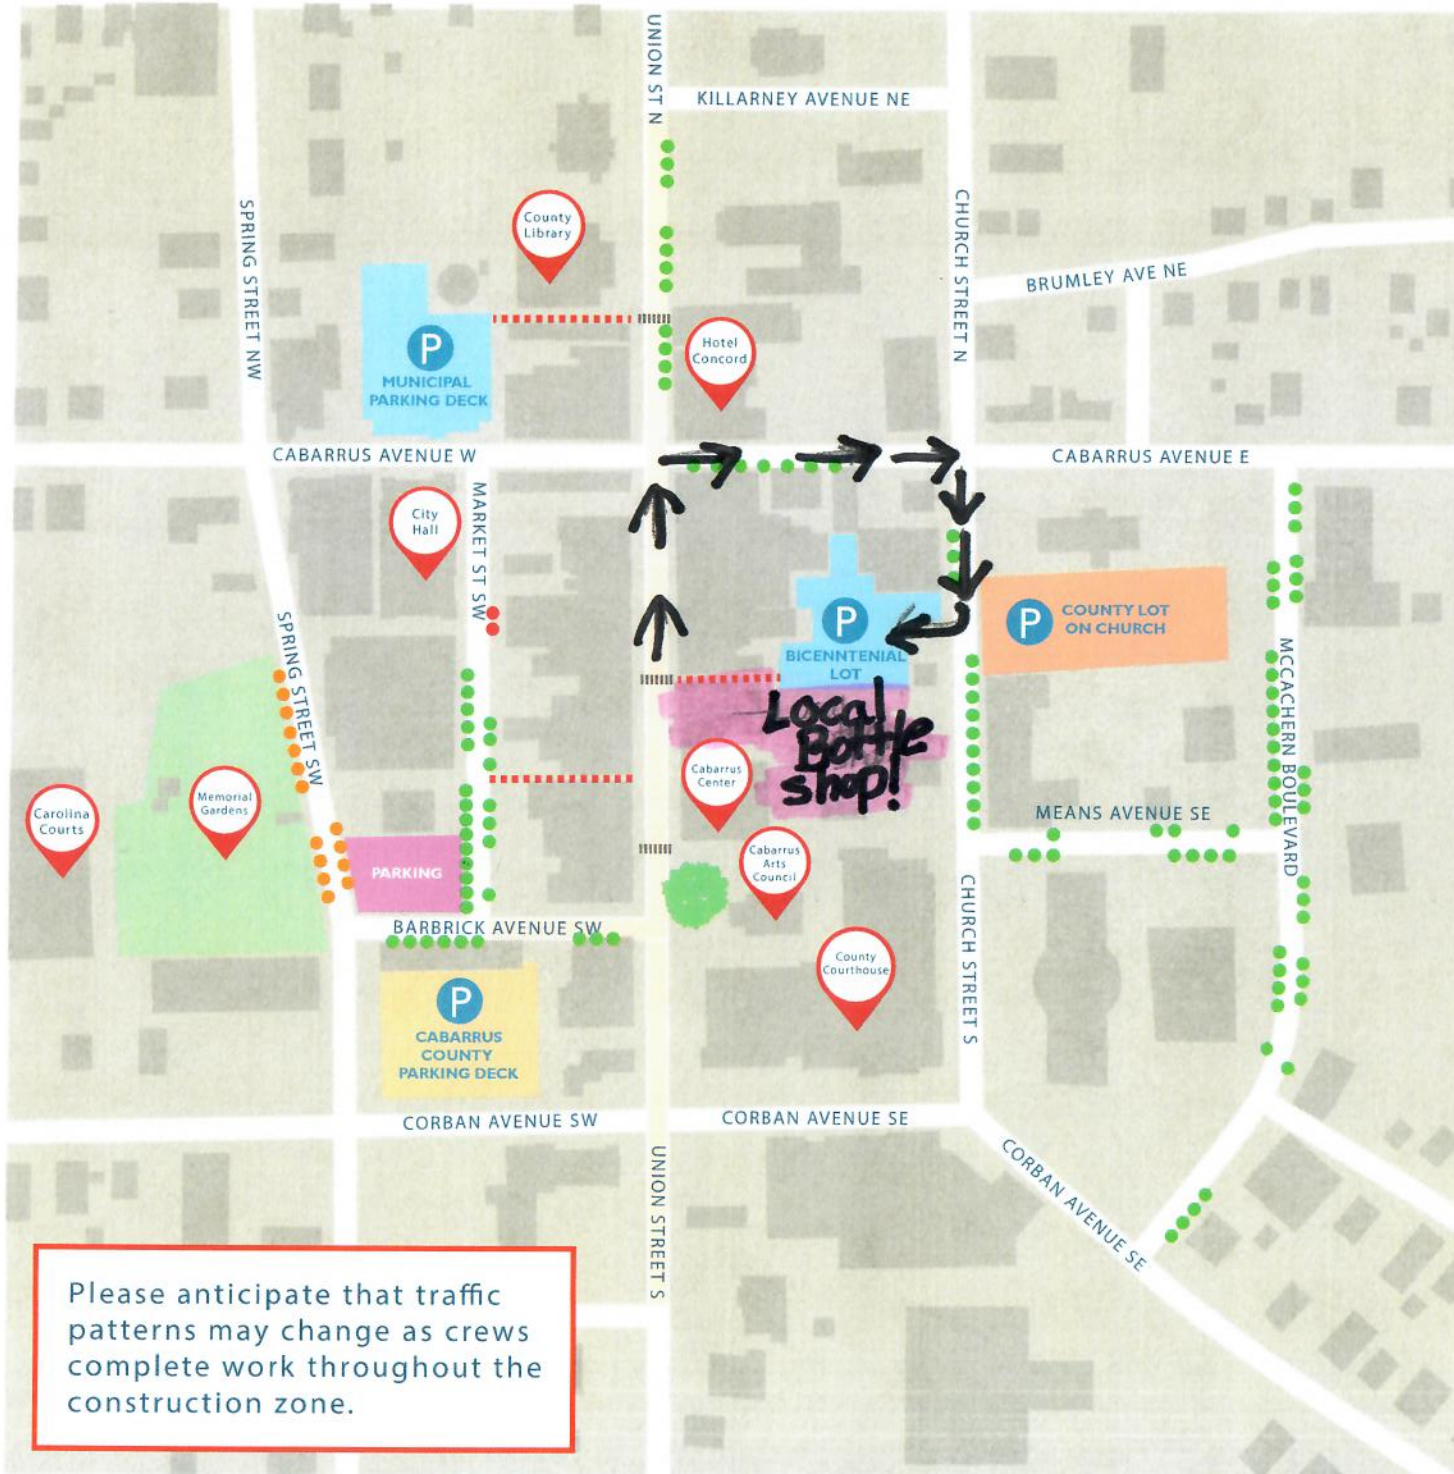 UNION ST N
KILLARNEY AVENUE NE
SPRING STREET NW
County
Library
CHURCH STREET N
BRUMLEY AVE NE
P
MUNICIPAL
PARKING DECK
Hotel
Concord
CABARRUS AVENUE W
CABARRUS AVENUE E
City
Hall
MARKET ST SW
P
BICENNTENIAL
LOT
P
COUNTY LOT
ON CHURCH
SPRING STREET SW
MCCACHERN BOULEVARD
Local
Bottle
shop!
Carolina
Courts
Memorial
Gardens
Cabarrus
Center
MEANS AVENUE SE
PARKING
Cabarrus
Arts
Council
BARBRICK AVENUE SW
CHURCH STREET S
County
Courthouse
P
CABARRUS
COUNTY
PARKING DECK
CORBAN AVENUE SW
CORBAN AVENUE SE
UNION STREET S
CORBAN AVENUE SE
Please anticipate that traffic
patterns may change as crews
complete work throughout the
construction zone.